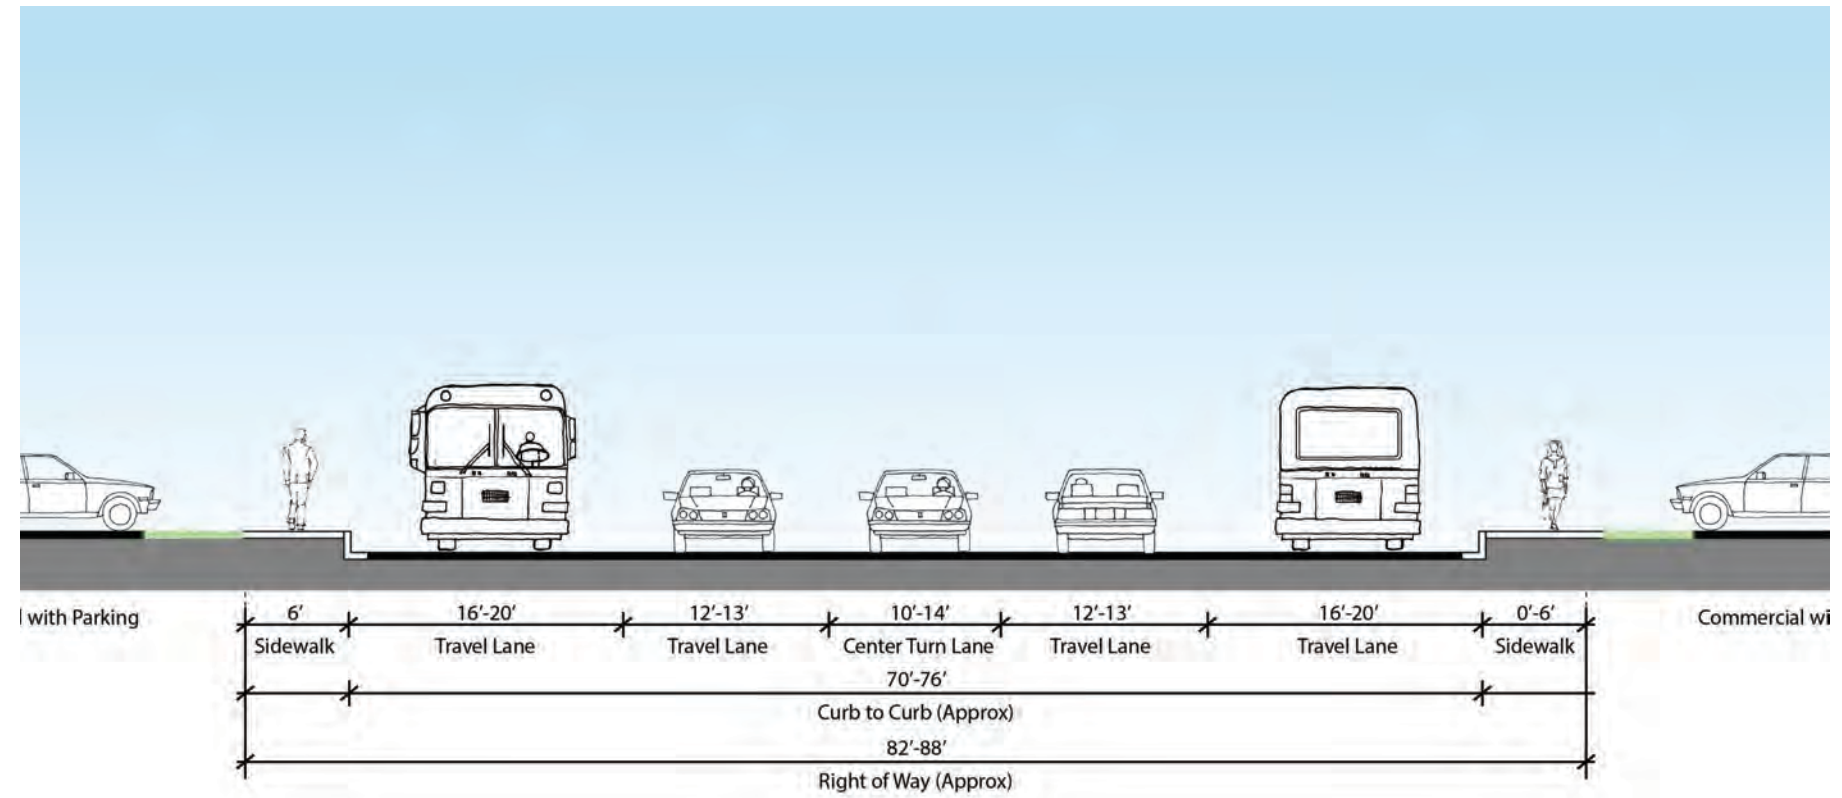 l with Parking
6' 16'-20' 12'-13' 10'-14' 12'-13' 16'-20' 0'-6'
Commercial wi
Sidewalk Travel Lane Travel Lane Center Turn Lane Travel Lane Travel Lane Sidewalk
70'-76'
Curb to Curb (Approx)
82'-88'
Right of Way (Approx)